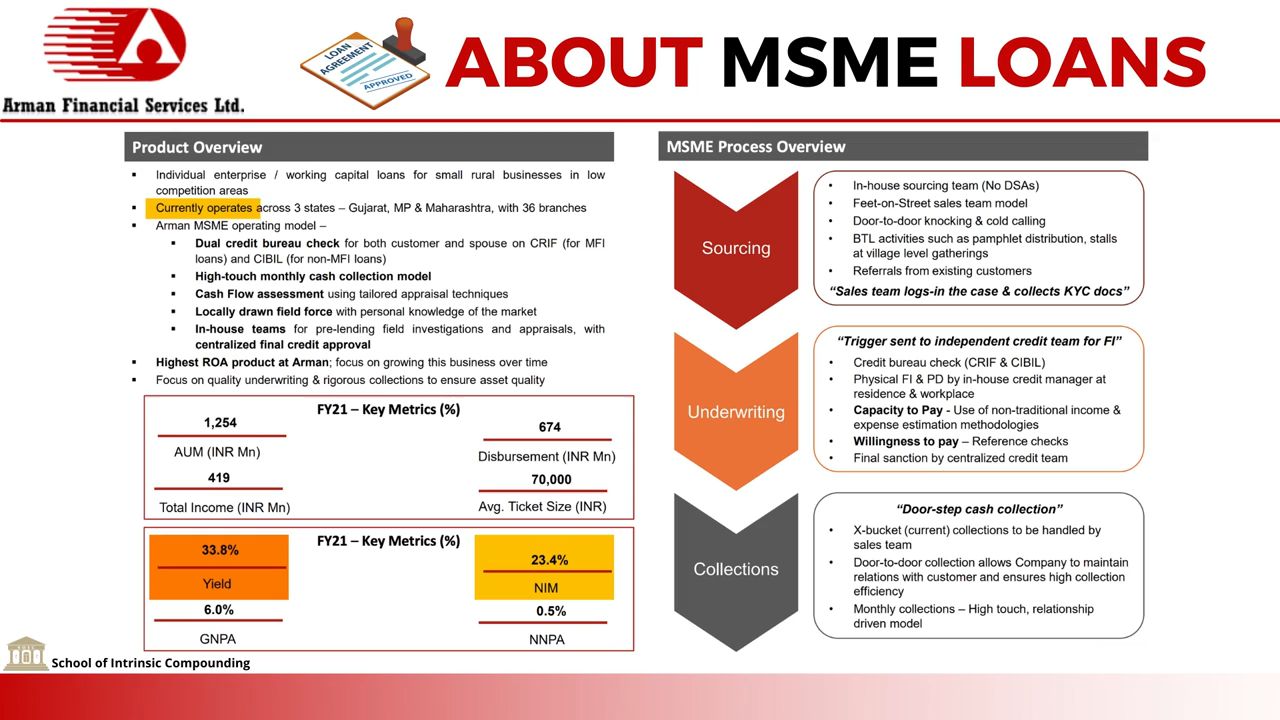 Arman Financial Services Ltd.
LOAN
AGREEMENT
APPROVED
ABOUT MSME LOANS
Product Overview
▪ Individual enterprise / working capital loans for small rural businesses in low
competition areas
▪ Currently operates across 3 states – Gujarat, MP & Maharashtra, with 36 branches
▪ Arman MSME operating model –
▪ Dual credit bureau check for both customer and spouse on CRIF (for MFI
loans) and CIBIL (for non-MFI loans)
▪ High-touch monthly cash collection model
▪ Cash Flow assessment using tailored appraisal techniques
▪ Locally drawn field force with personal knowledge of the market
▪ In-house teams for pre-lending field investigations and appraisals, with
centralized final credit approval
▪ Highest ROA product at Arman; focus on growing this business over time
▪ Focus on quality underwriting & rigorous collections to ensure asset quality
FY21 – Key Metrics (%)
1,254
AUM (INR Mn)
674
Disbursement (INR Mn)
419
Total Income (INR Mn)
70,000
Avg. Ticket Size (INR)
FY21 – Key Metrics (%)
33.8%
Yield
23.4%
NIM
6.0%
GNPA
0.5%
NNPA
MSME Process Overview
Sourcing
• In-house sourcing team (No DSAs)
• Feet-on-Street sales team model
• Door-to-door knocking & cold calling
• BTL activities such as pamphlet distribution, stalls
at village level gatherings
• Referrals from existing customers
“Sales team logs-in the case & collects KYC docs”
Underwriting
“Trigger sent to independent credit team for FI”
• Credit bureau check (CRIF & CIBIL)
• Physical FI & PD by in-house credit manager at
residence & workplace
• Capacity to Pay - Use of non-traditional income &
expense estimation methodologies
• Willingness to pay – Reference checks
• Final sanction by centralized credit team
Collections
“Door-step cash collection”
• X-bucket (current) collections to be handled by
sales team
• Door-to-door collection allows Company to maintain
relations with customer and ensures high collection
efficiency
• Monthly collections – High touch, relationship
driven model
School of Intrinsic Compounding